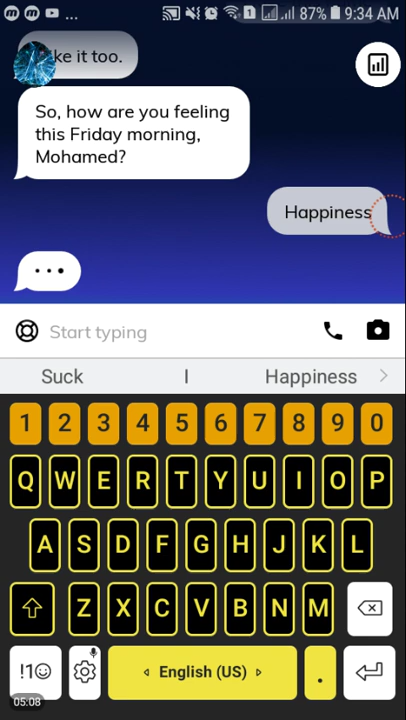 ... 1 87% 9:34 AM
ke it too.
So, how are you feeling
this Friday morning,
Mohamed?
Happiness
...
Start typing
Suck I Happiness
1 2 3 4 5 6 7 8 9 0
Q W E R T Y U I O P
A S D F G H J K L
Z X C V B N M
!1☺ English (US) .
05:08